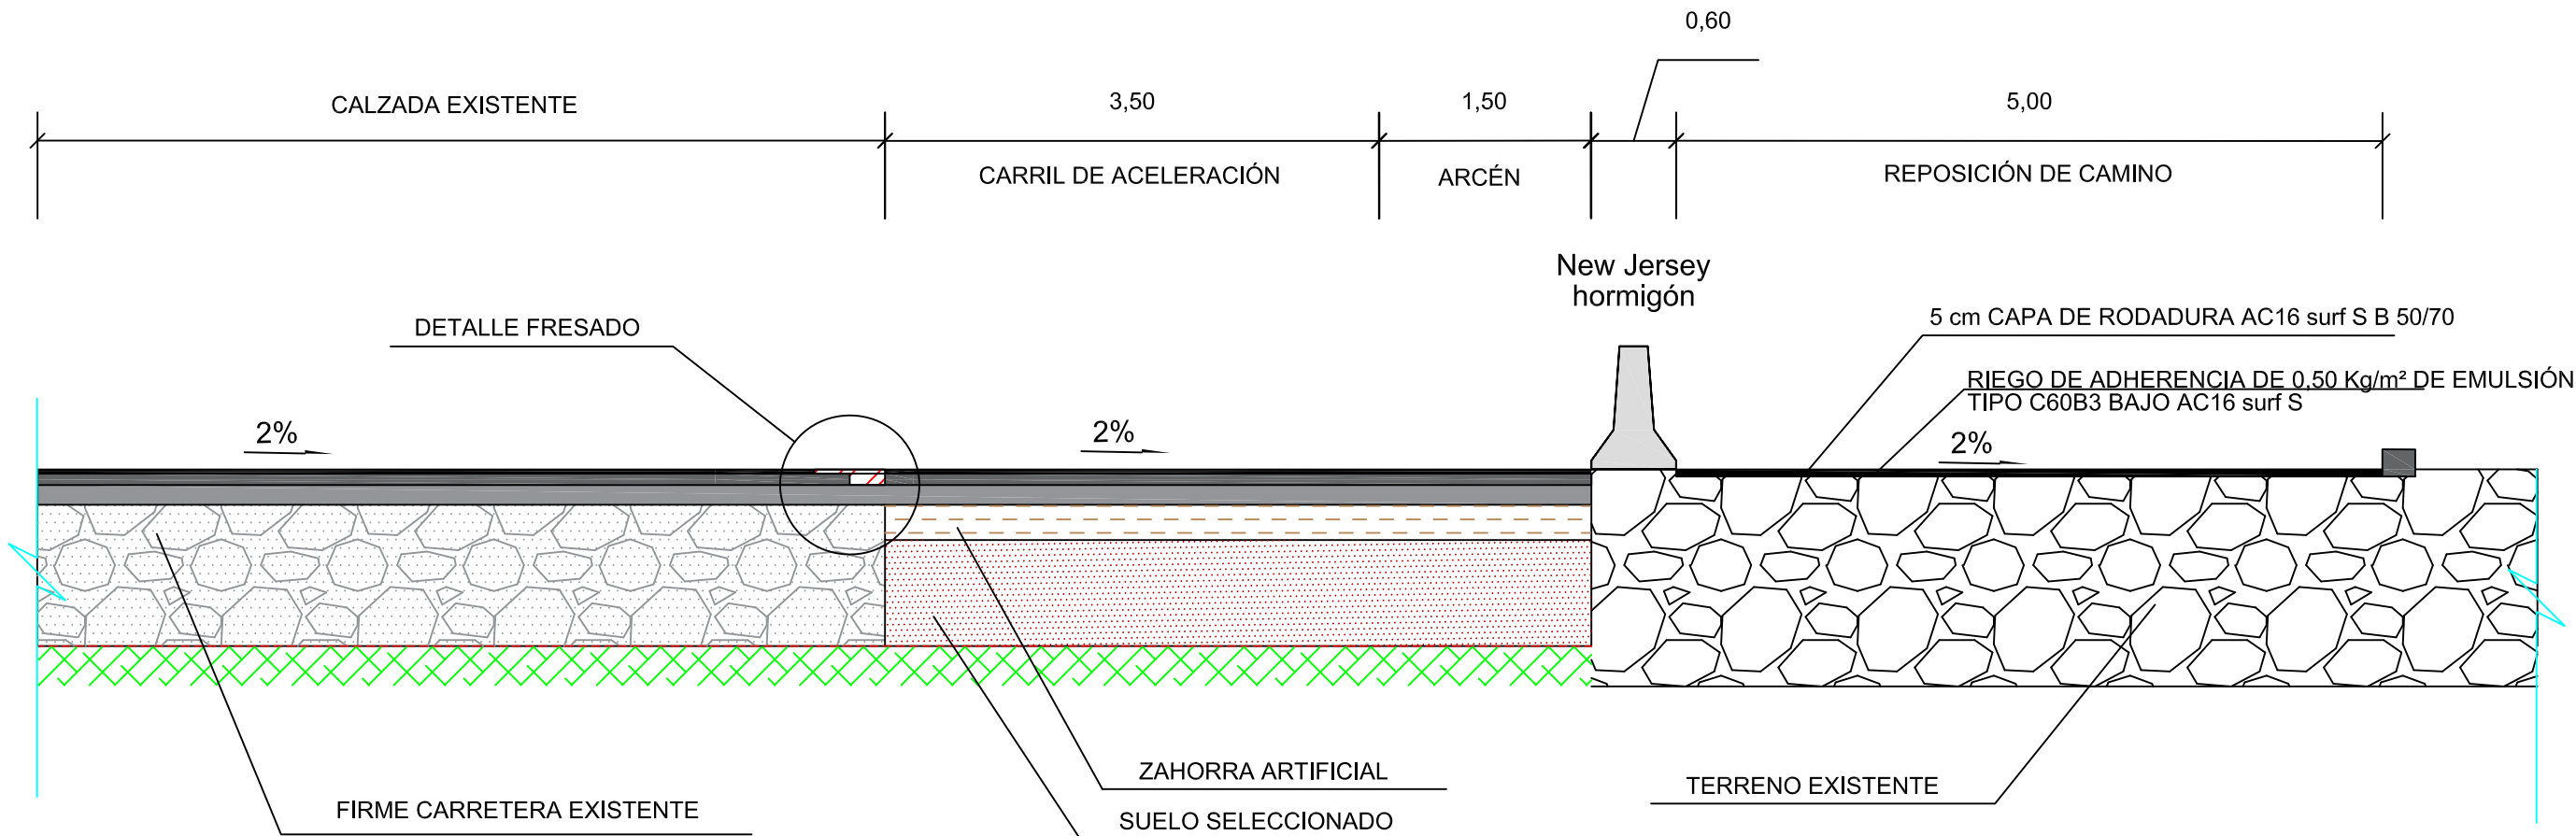 0,60
CALZADA EXISTENTE
3,50
1,50
5,00
CARRIL DE ACELERACIÓN
ARCÉN
REPOSICIÓN DE CAMINO
New Jersey
hormigón
DETALLE FRESADO
5 cm CAPA DE RODADURA AC16 surf S B 50/70
RIEGO DE ADHERENCIA DE 0,50 Kg/m² DE EMULSIÓN
TIPO C60B3 BAJO AC16 surf S
2%
2%
2%
ZAHORRA ARTIFICIAL
TERRENO EXISTENTE
FIRME CARRETERA EXISTENTE
SUELO SELECCIONADO